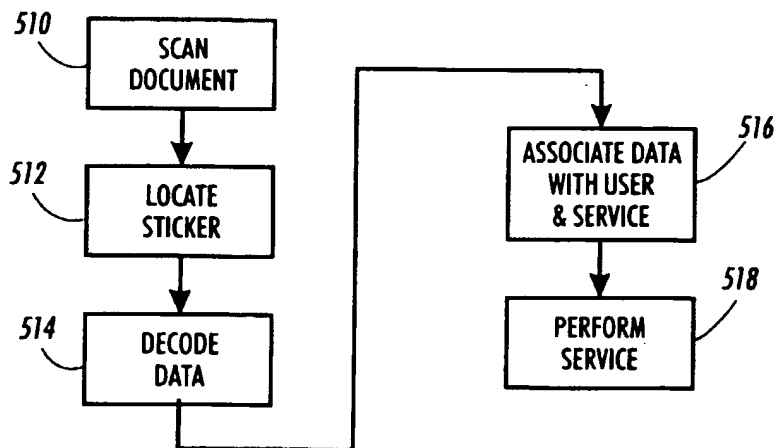 510
SCAN
DOCUMENT
512
LOCATE
STICKER
514
DECODE
DATA
516
ASSOCIATE DATA
WITH USER
& SERVICE
518
PERFORM
SERVICE